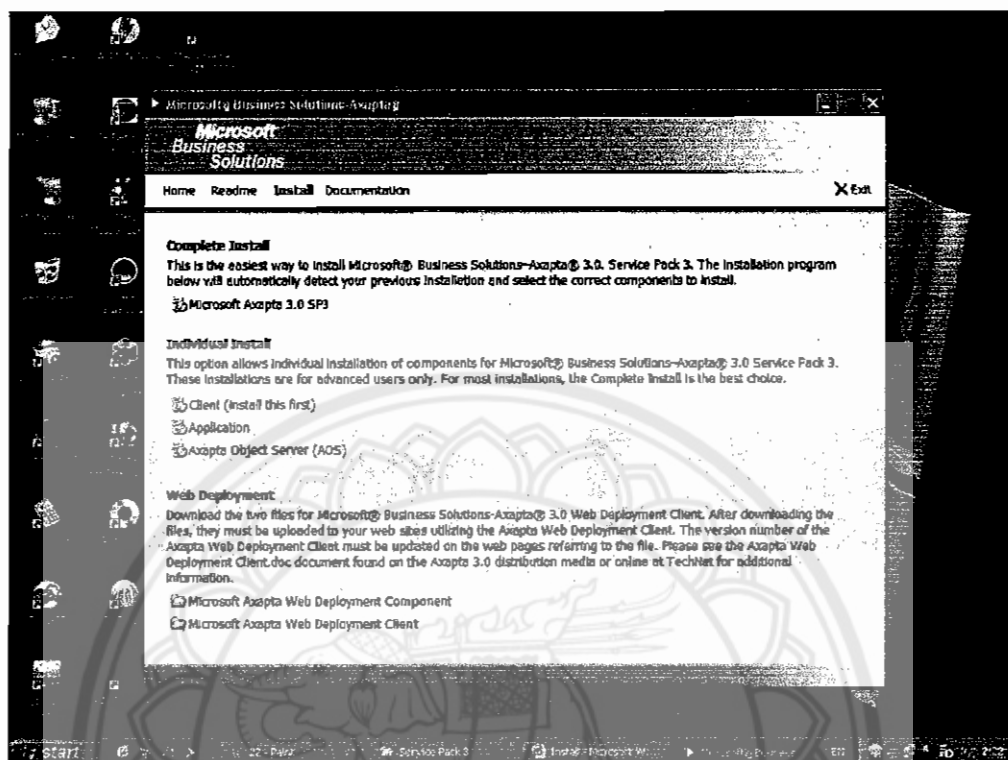 Microsoft® Business Solutions-Axapta®
Microsoft
Business
Solutions
Home Readme Install Documentation
Exit
Complete Install
This is the easiest way to install Microsoft® Business Solutions–Axapta® 3.0. Service Pack 3. The installation program
below will automatically detect your previous installation and select the correct components to install.
Microsoft Axapta 3.0 SP3
Individual Install
This option allows individual installation of components for Microsoft® Business Solutions–Axapta® 3.0 Service Pack 3.
These installations are for advanced users only. For most installations, the Complete Install is the best choice.
Client (install this first)
Application
Axapta Object Server (AOS)
Web Deployment
Download the two files for Microsoft® Business Solutions-Axapta® 3.0 Web Deployment Client. After downloading the
files, they must be uploaded to your web sites utilizing the Axapta Web Deployment Client. The version number of the
Axapta Web Deployment Client must be updated on the web pages referring to the file. Please see the Axapta Web
Deployment Client.doc document found on the Axapta 3.0 distribution media or online at TechNet for additional
information.
Microsoft Axapta Web Deployment Component
Microsoft Axapta Web Deployment Client
start 22 - Paint Service Pack 3 Install Microsoft W... EN